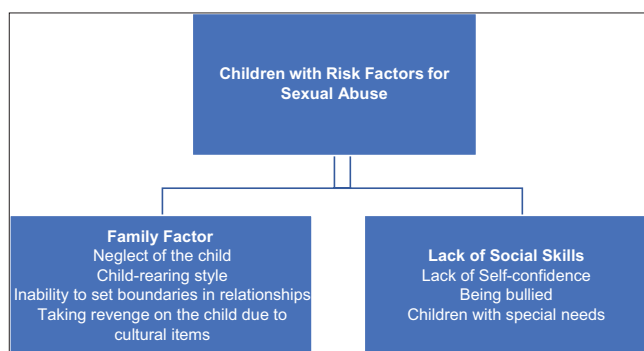 Children with Risk Factors for
Sexual Abuse
Family Factor
Neglect of the child
Child-rearing style
Inability to set boundaries in relationships
Taking revenge on the child due to
cultural items
Lack of Social Skills
Lack of Self-confidence
Being bullied
Children with special needs